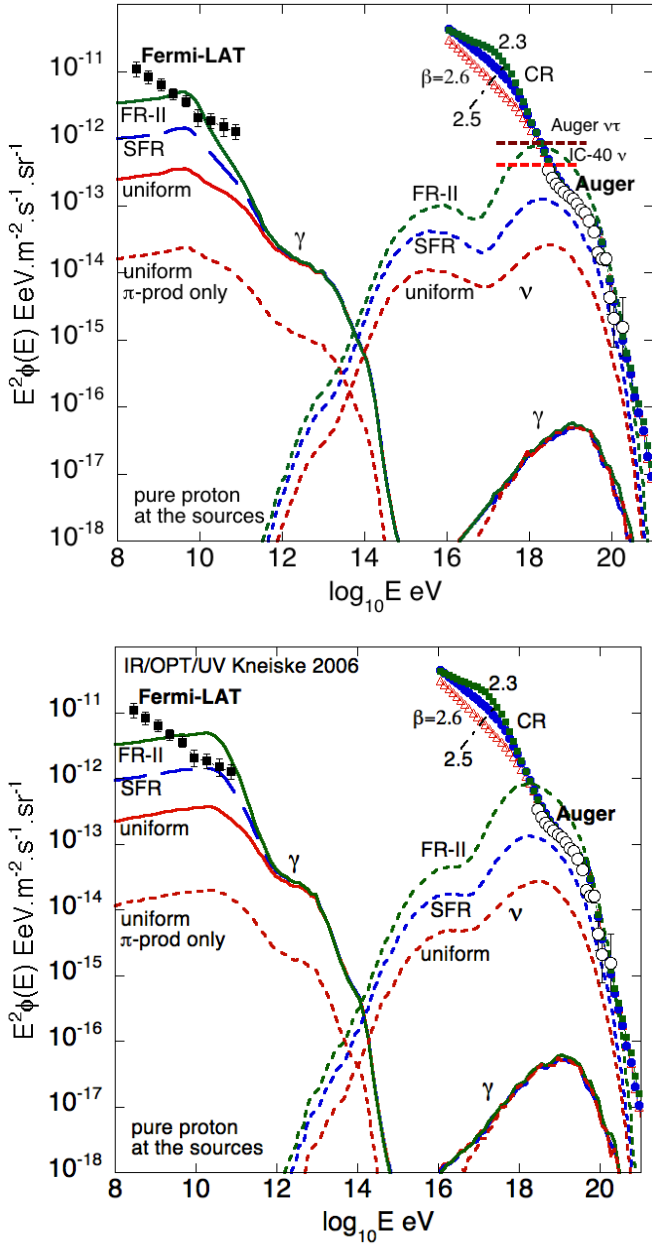 Fermi-LAT
FR-II
SFR
uniform
uniform
π-prod only
γ
pure proton
at the sources
2.3
β=2.6
CR
2.5
Auger ντ
IC-40 ν
Auger
FR-II
SFR
uniform
ν
γ
E²φ(E) EeV.m⁻².s⁻¹.sr⁻¹
10⁻¹¹
10⁻¹²
10⁻¹³
10⁻¹⁴
10⁻¹⁵
10⁻¹⁶
10⁻¹⁷
10⁻¹⁸
8 10 12 14 16 18 20
log₁₀E eV
IR/OPT/UV Kneiske 2006
Fermi-LAT
FR-II
SFR
uniform
uniform
π-prod only
γ
pure proton
at the sources
2.3
β=2.6
CR
2.5
Auger
FR-II
SFR
uniform
ν
γ
E²φ(E) EeV.m⁻².s⁻¹.sr⁻¹
10⁻¹¹
10⁻¹²
10⁻¹³
10⁻¹⁴
10⁻¹⁵
10⁻¹⁶
10⁻¹⁷
10⁻¹⁸
8 10 12 14 16 18 20
log₁₀E eV